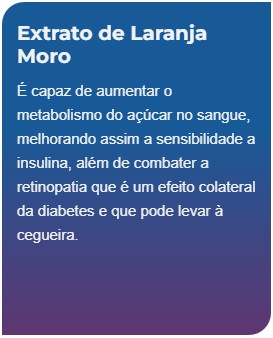 Extrato de Laranja
Moro
É capaz de aumentar o
metabolismo do açúcar no sangue,
melhorando assim a sensibilidade a
insulina, além de combater a
retinopatia que é um efeito colateral
da diabetes e que pode levar à
cegueira.